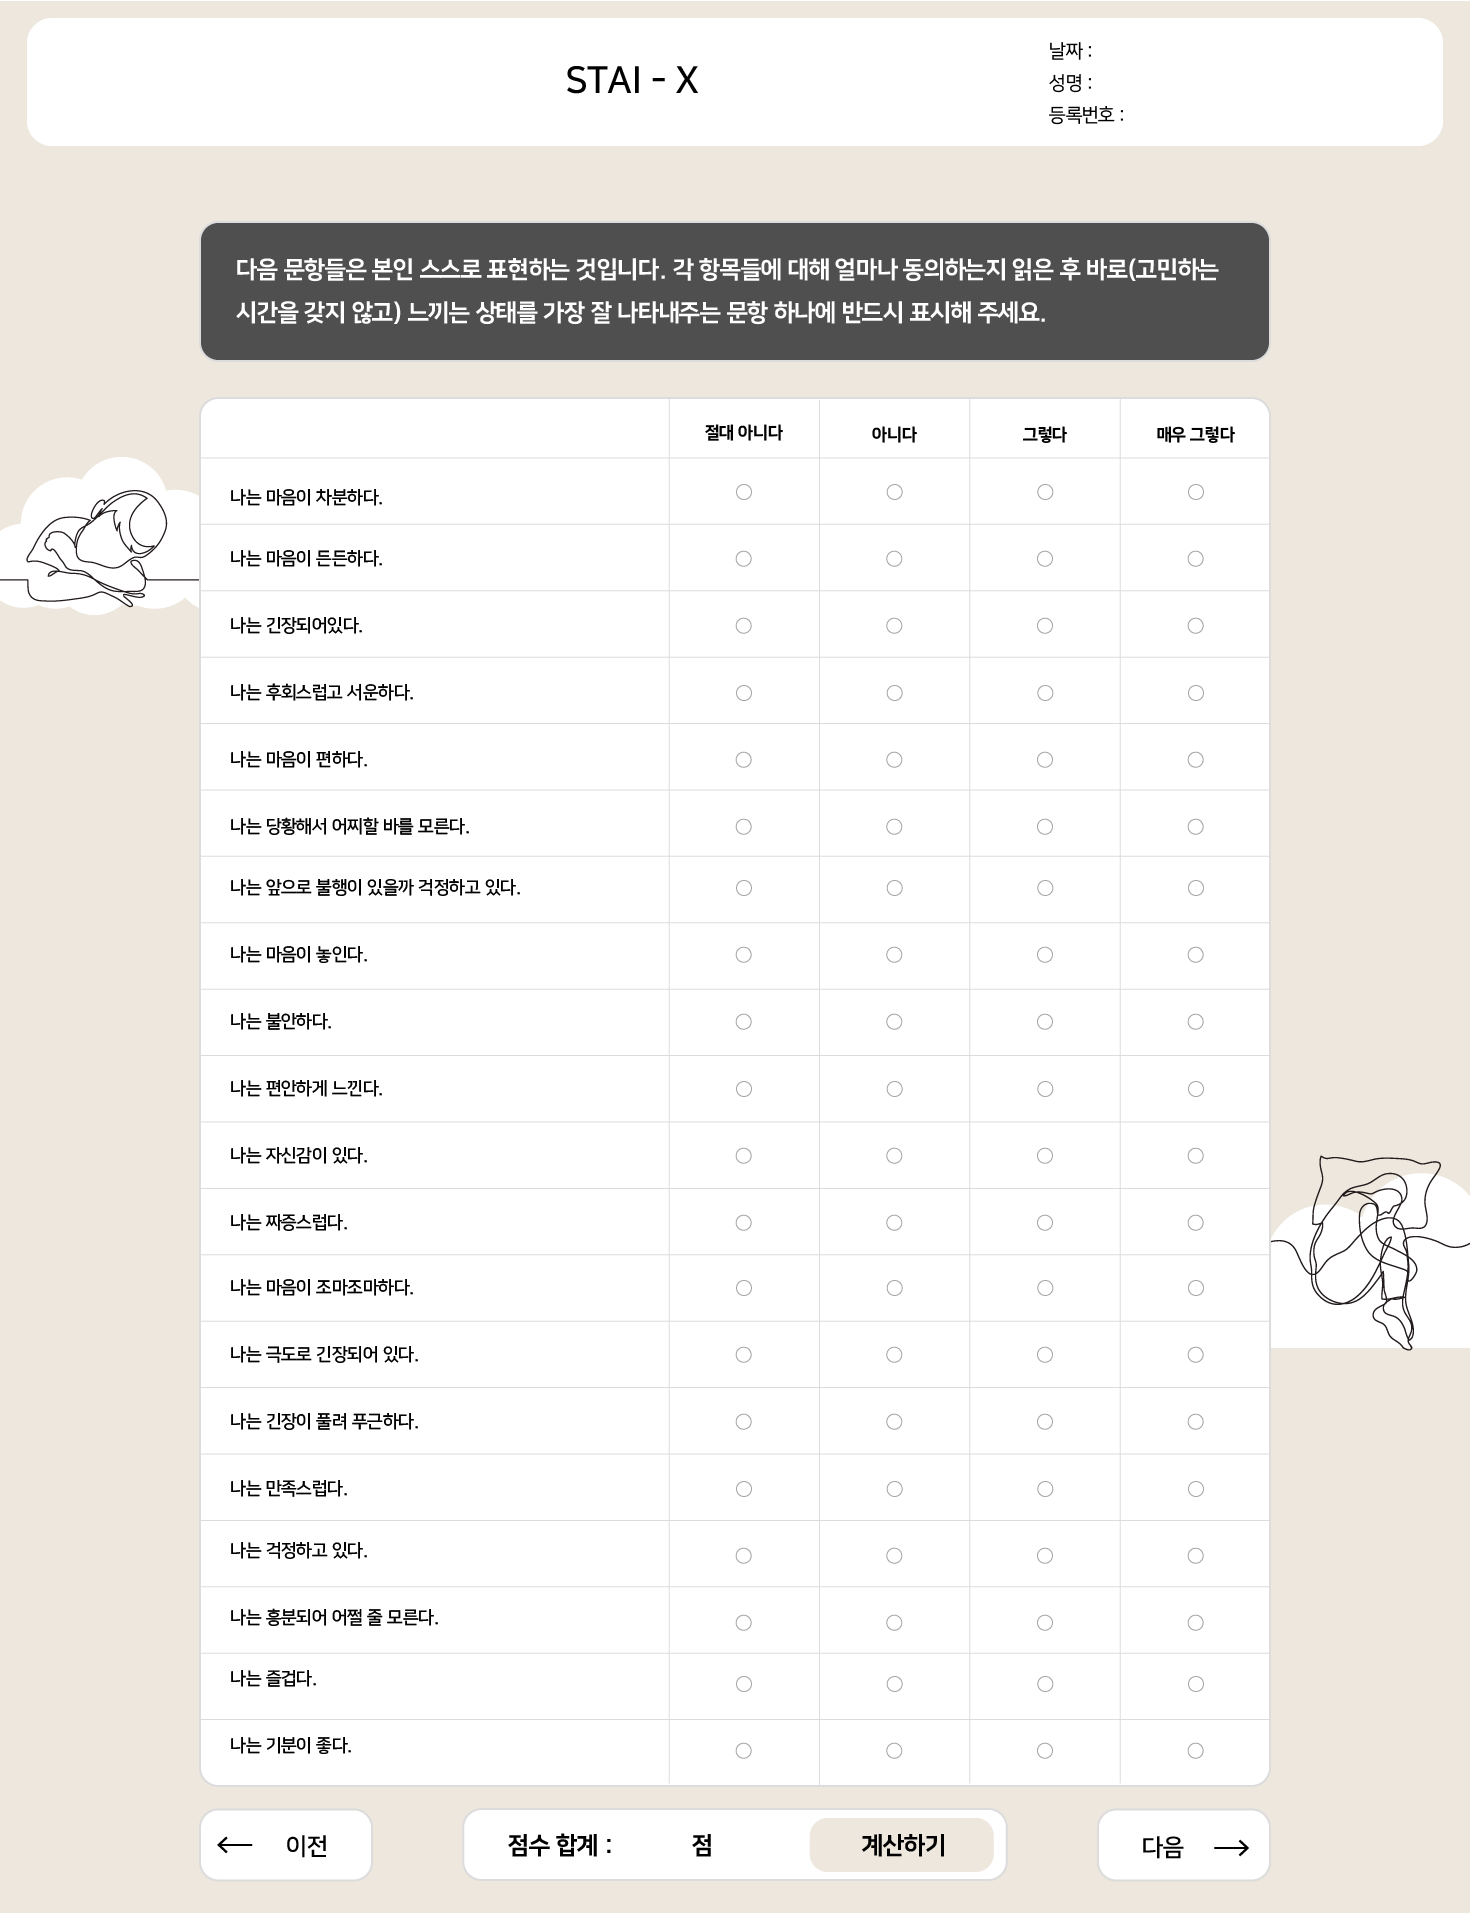 STAI - X
날짜 :
성명 :
등록번호 :
다음 문항들은 본인 스스로 표현하는 것입니다. 각 항목들에 대해 얼마나 동의하는지 읽은 후 바로(고민하는
시간을 갖지 않고) 느끼는 상태를 가장 잘 나타내주는 문항 하나에 반드시 표시해 주세요.
절대 아니다 아니다 그렇다 매우 그렇다
나는 마음이 차분하다.
나는 마음이 든든하다.
나는 긴장되어있다.
나는 후회스럽고 서운하다.
나는 마음이 편하다.
나는 당황해서 어찌할 바를 모른다.
나는 앞으로 불행이 있을까 걱정하고 있다.
나는 마음이 놓인다.
나는 불안하다.
나는 편안하게 느낀다.
나는 자신감이 있다.
나는 짜증스럽다.
나는 마음이 조마조마하다.
나는 극도로 긴장되어 있다.
나는 긴장이 풀려 푸근하다.
나는 만족스럽다.
나는 걱정하고 있다.
나는 흥분되어 어쩔 줄 모른다.
나는 즐겁다.
나는 기분이 좋다.
← 이전
점수 합계 : 점 계산하기
다음 →